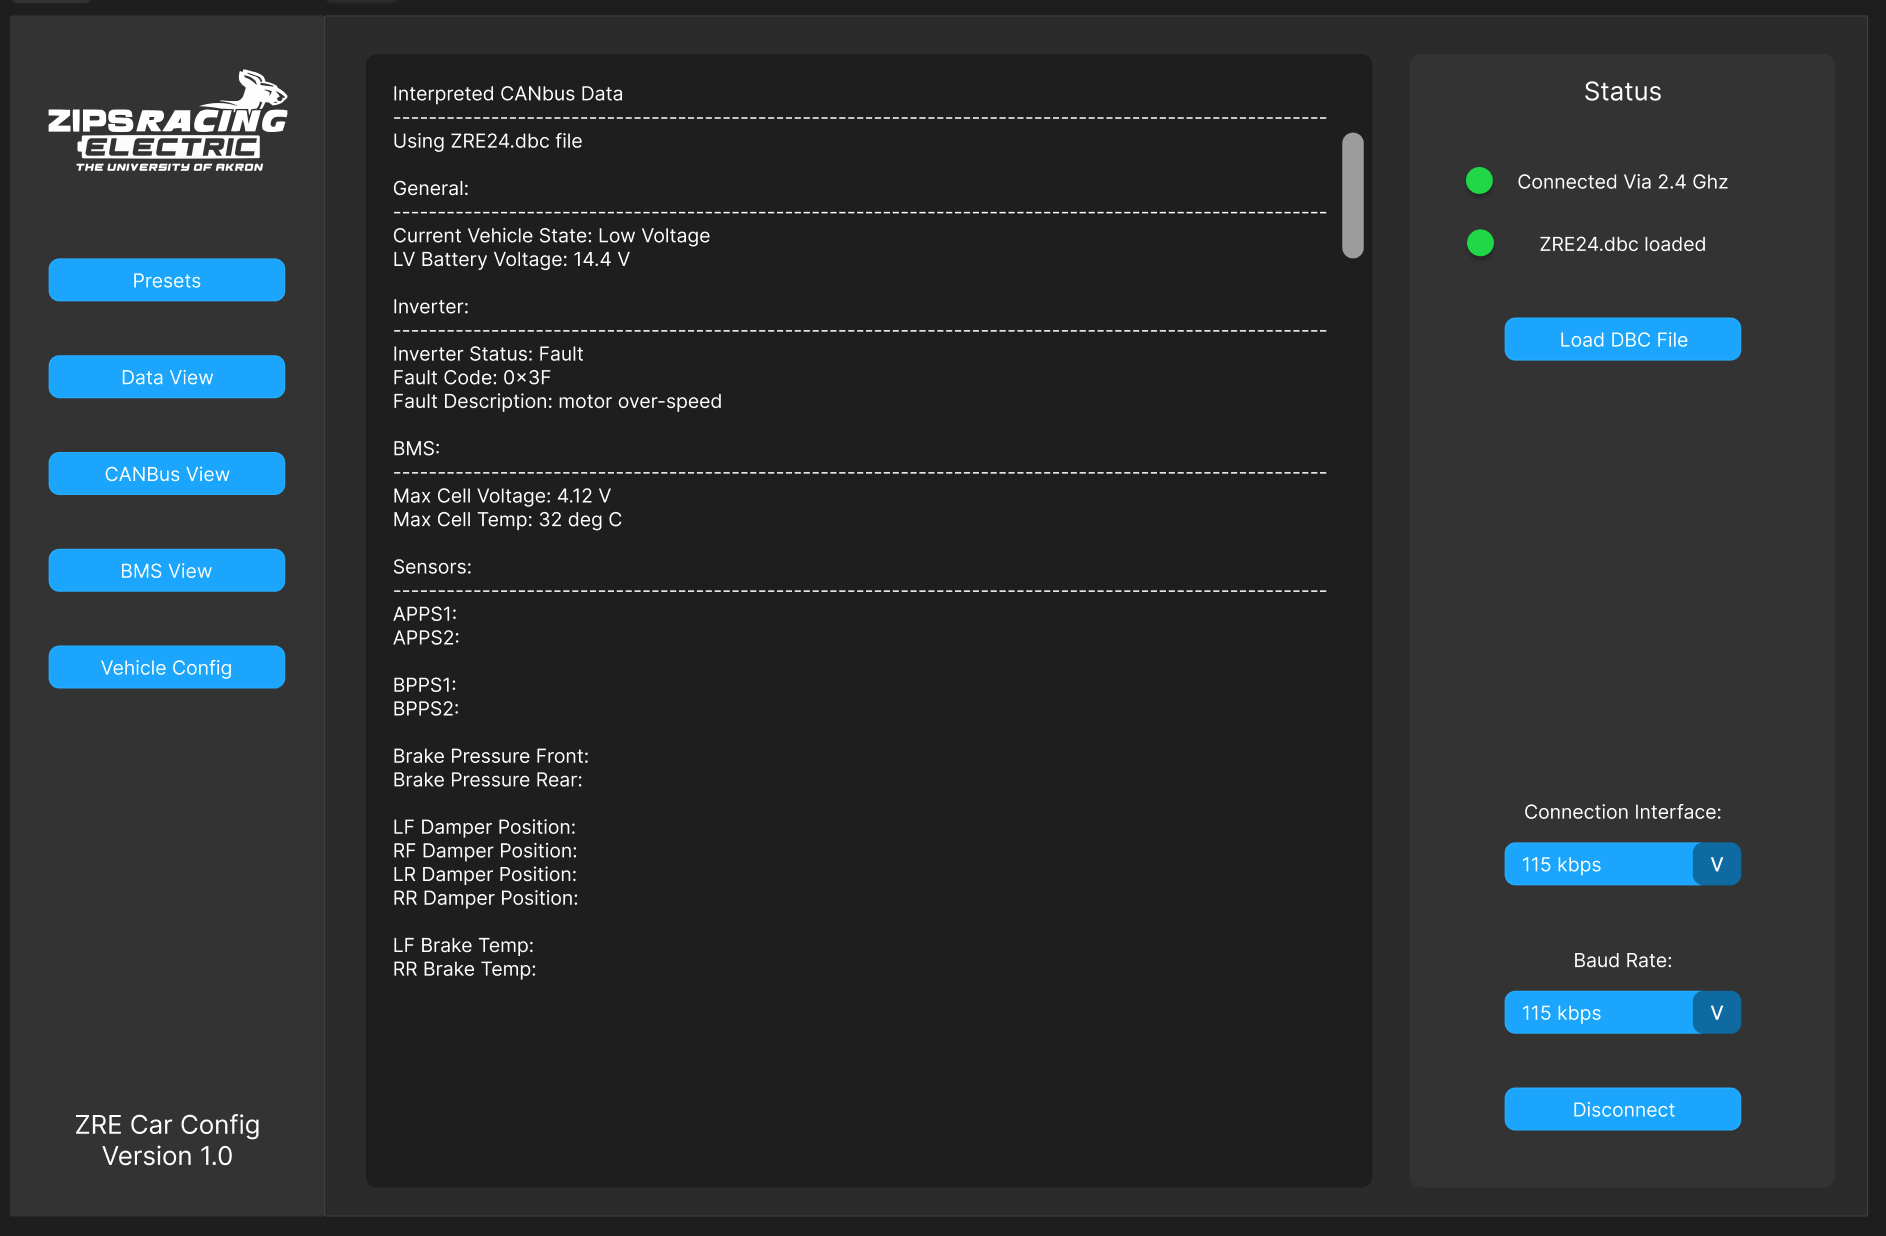 ZIPSRACING
ELECTRIC
THE UNIVERSITY OF AKRON
Presets
Data View
CANBus View
BMS View
Vehicle Config
ZRE Car Config
Version 1.0
Interpreted CANbus Data
--------------------------------------------------------------------------------------------------------
Using ZRE24.dbc file
General:
--------------------------------------------------------------------------------------------------------
Current Vehicle State: Low Voltage
LV Battery Voltage: 14.4 V
Inverter:
--------------------------------------------------------------------------------------------------------
Inverter Status: Fault
Fault Code: 0×3F
Fault Description: motor over-speed
BMS:
--------------------------------------------------------------------------------------------------------
Max Cell Voltage: 4.12 V
Max Cell Temp: 32 deg C
Sensors:
--------------------------------------------------------------------------------------------------------
APPS1:
APPS2:
BPPS1:
BPPS2:
Brake Pressure Front:
Brake Pressure Rear:
LF Damper Position:
RF Damper Position:
LR Damper Position:
RR Damper Position:
LF Brake Temp:
RR Brake Temp:
Status
Connected Via 2.4 Ghz
ZRE24.dbc loaded
Load DBC File
Connection Interface:
115 kbps V
Baud Rate:
115 kbps V
Disconnect